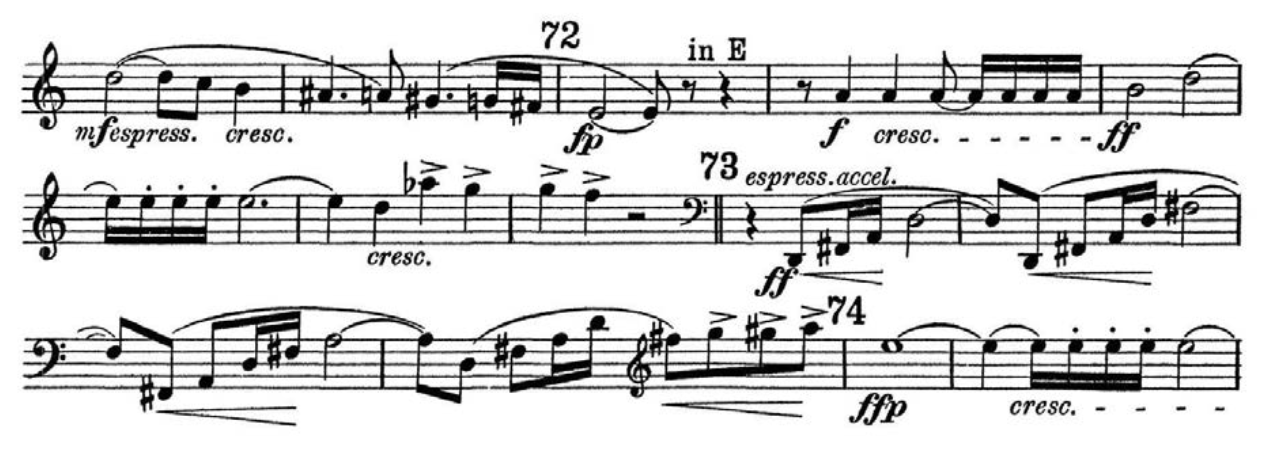 72
in E
mf espress. cresc. fp f cresc. - - - - - ff
73 espress. accel.
cresc. ff
74
ffp cresc. - - - -